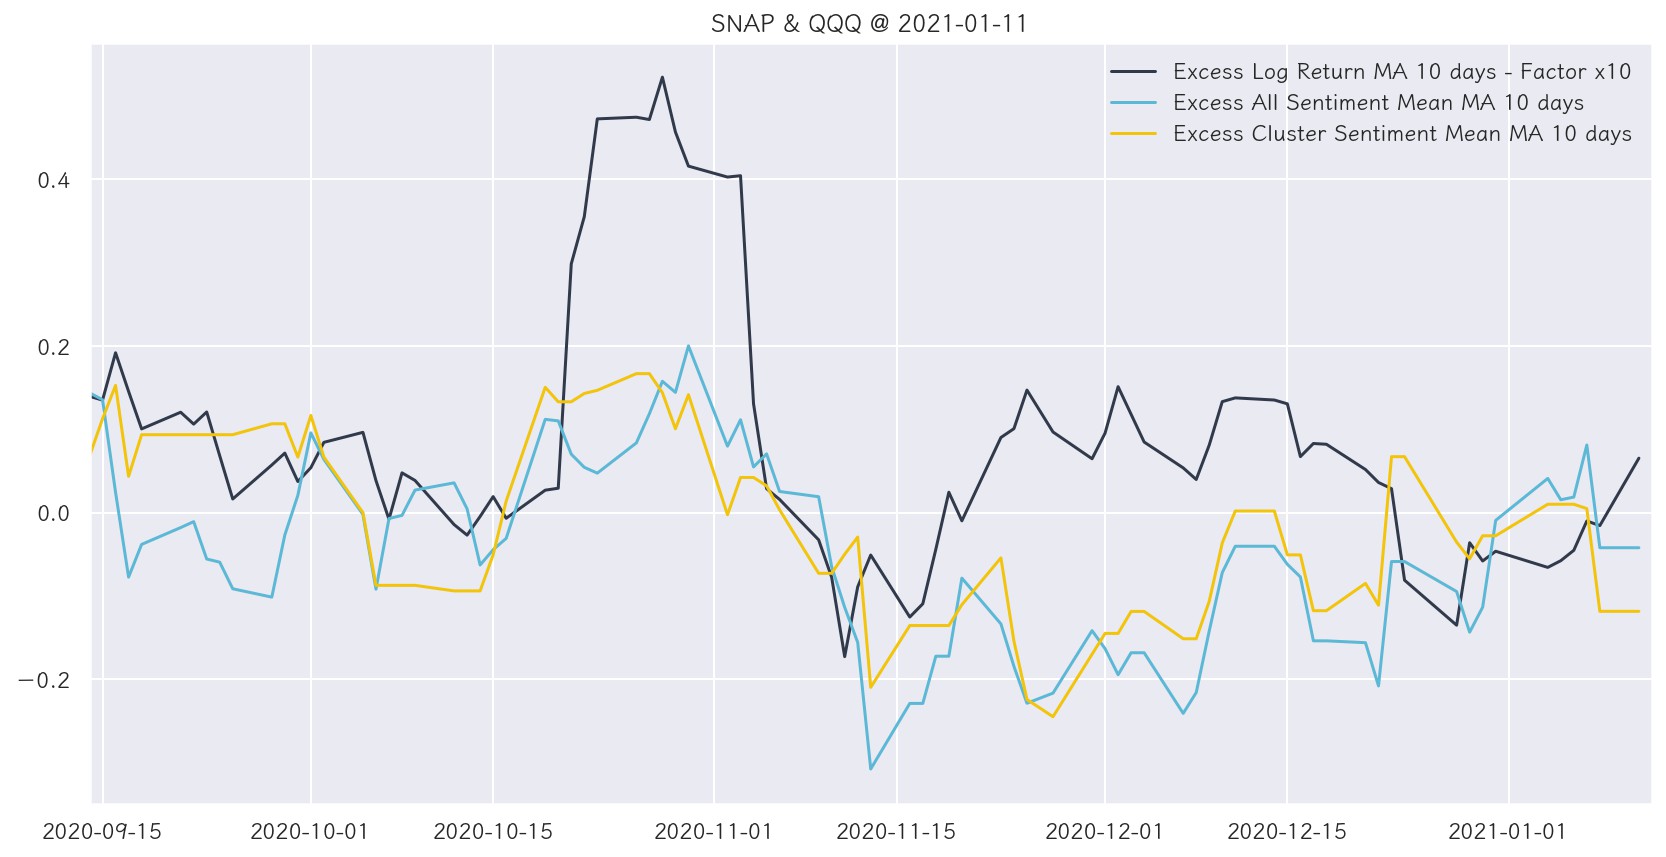 SNAP & QQQ @ 2021-01-11
Excess Log Return MA 10 days - Factor x10
Excess All Sentiment Mean MA 10 days
Excess Cluster Sentiment Mean MA 10 days
0.4
0.2
0.0
−0.2
2020-09-15 2020-10-01 2020-10-15 2020-11-01 2020-11-15 2020-12-01 2020-12-15 2021-01-01